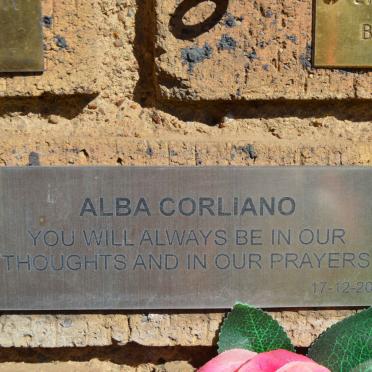 ALBA CORLiANO
YOU WILL ALWAYS BE IN OUR
THOUGHTS AND IN OUR PRAYERS